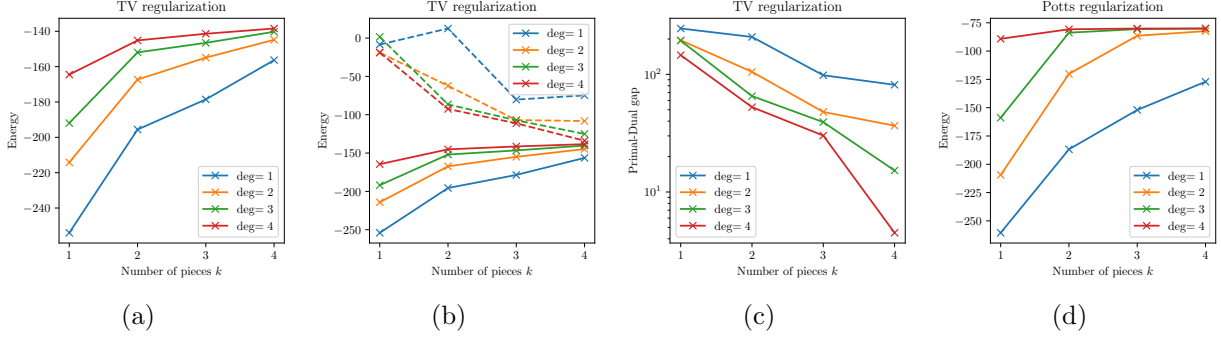 TV regularization
−140
−160
−180
−200
−220
−240
Energy
deg= 1
deg= 2
deg= 3
deg= 4
1
2
3
4
Number of pieces k
(a)
TV regularization
0
−50
−100
−150
−200
−250
Energy
deg= 1
deg= 2
deg= 3
deg= 4
1
2
3
4
Number of pieces k
(b)
TV regularization
10²
10¹
Primal-Dual gap
deg= 1
deg= 2
deg= 3
deg= 4
1
2
3
4
Number of pieces k
(c)
Potts regularization
−75
−100
−125
−150
−175
−200
−225
−250
Energy
deg= 1
deg= 2
deg= 3
deg= 4
1
2
3
4
Number of pieces k
(d)